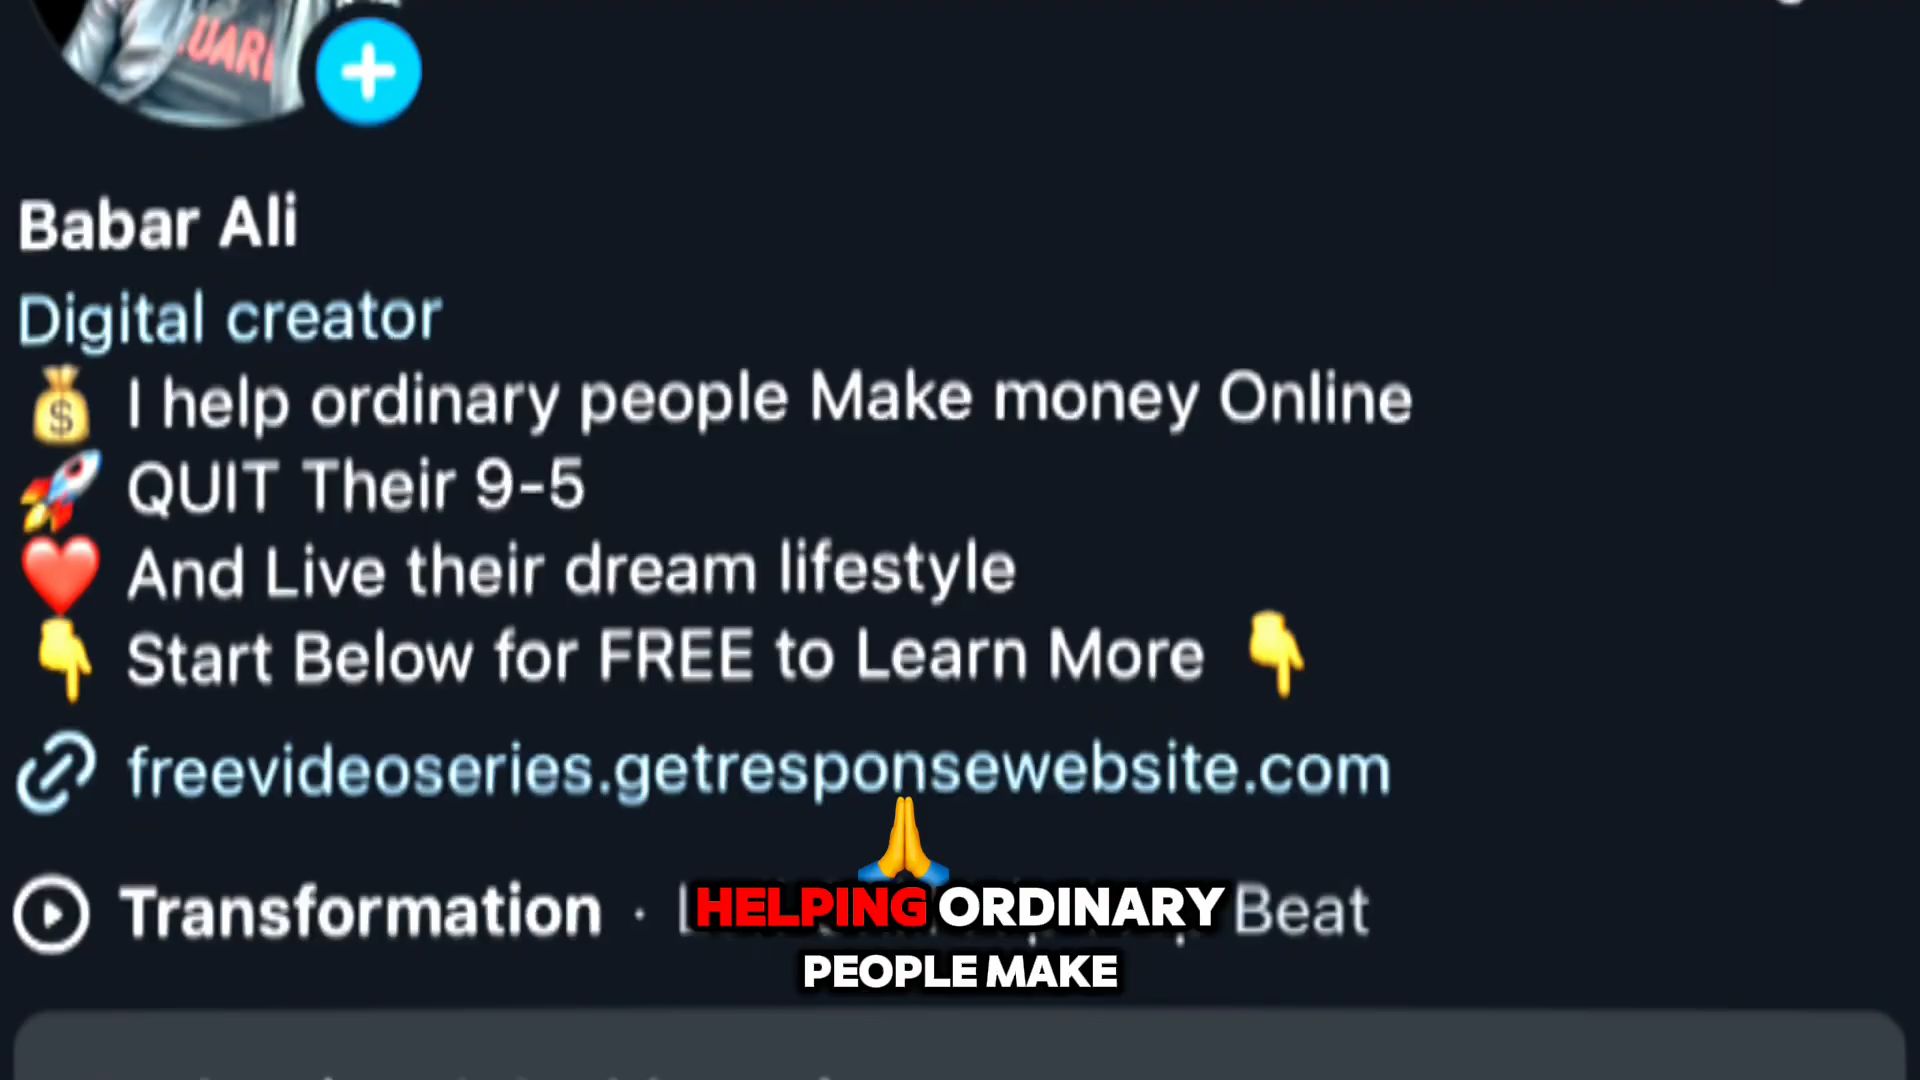 Babar Ali
Digital creator
💰 I help ordinary people Make money Online
🚀 QUIT Their 9-5
❤️ And Live their dream lifestyle
👇 Start Below for FREE to Learn More 👇
freevideoseries.getresponsewebsite.com
🙏
Transformation · Beat
HELPING ORDINARY
PEOPLE MAKE